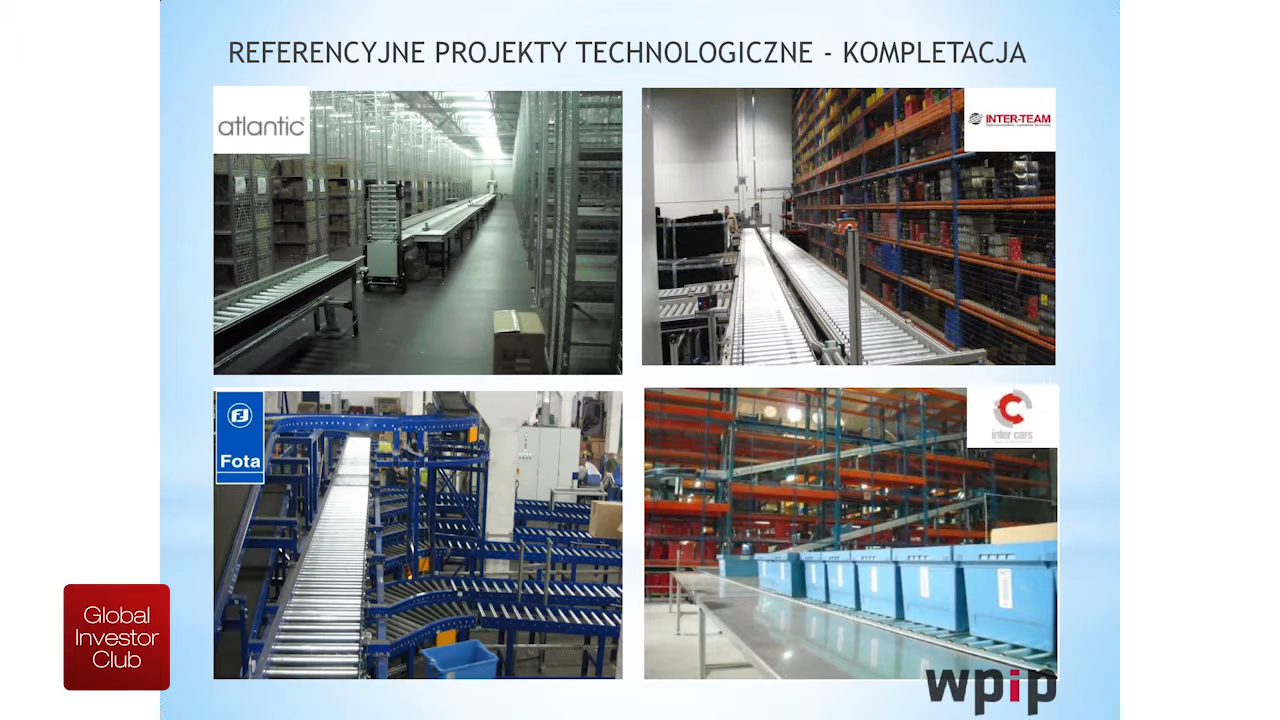 REFERENCYJNE PROJEKTY TECHNOLOGICZNE - KOMPLETACJA
atlantic
INTER-TEAM
Fota
inter cars
Global
Investor
Club
wpip